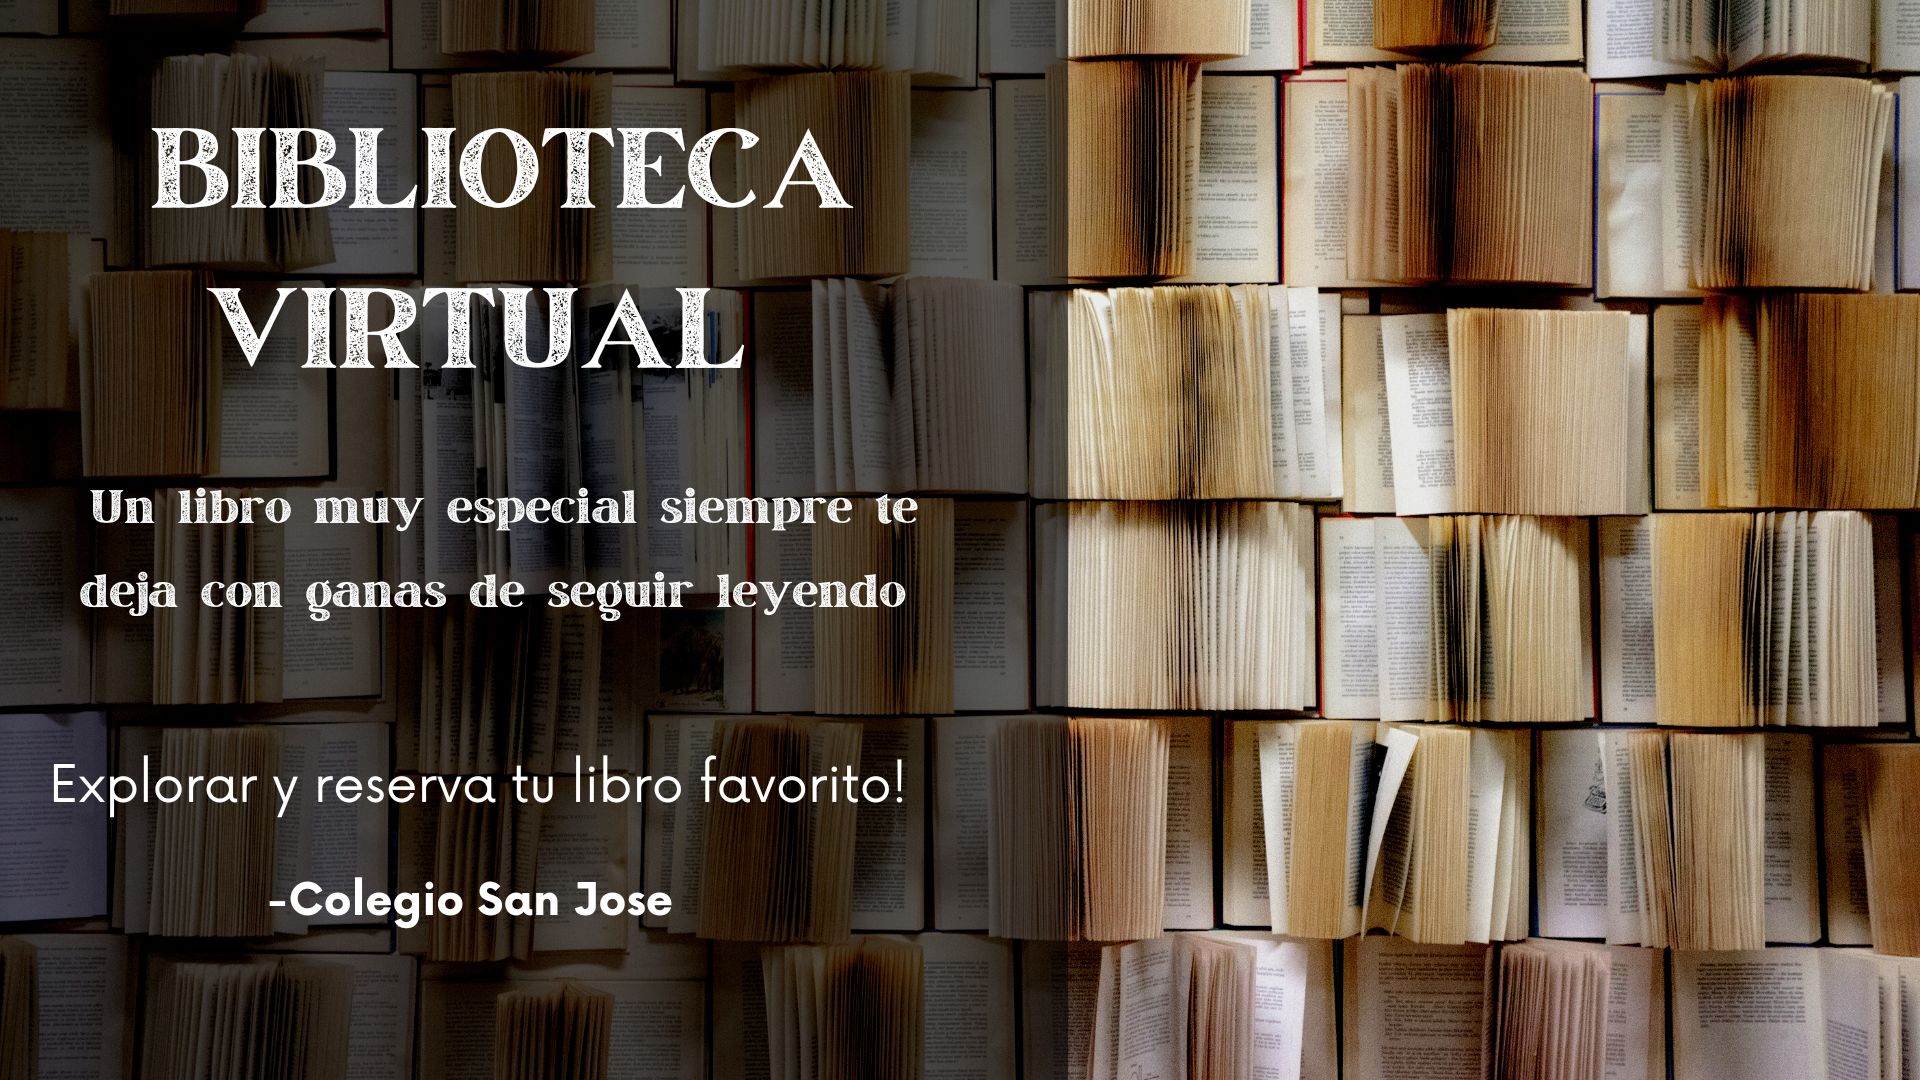 BIBLIOTECA
VIRTUAL
Un libro muy especial siempre te
deja con ganas de seguir leyendo
Explorar y reserva tu libro favorito!
-Colegio San Jose